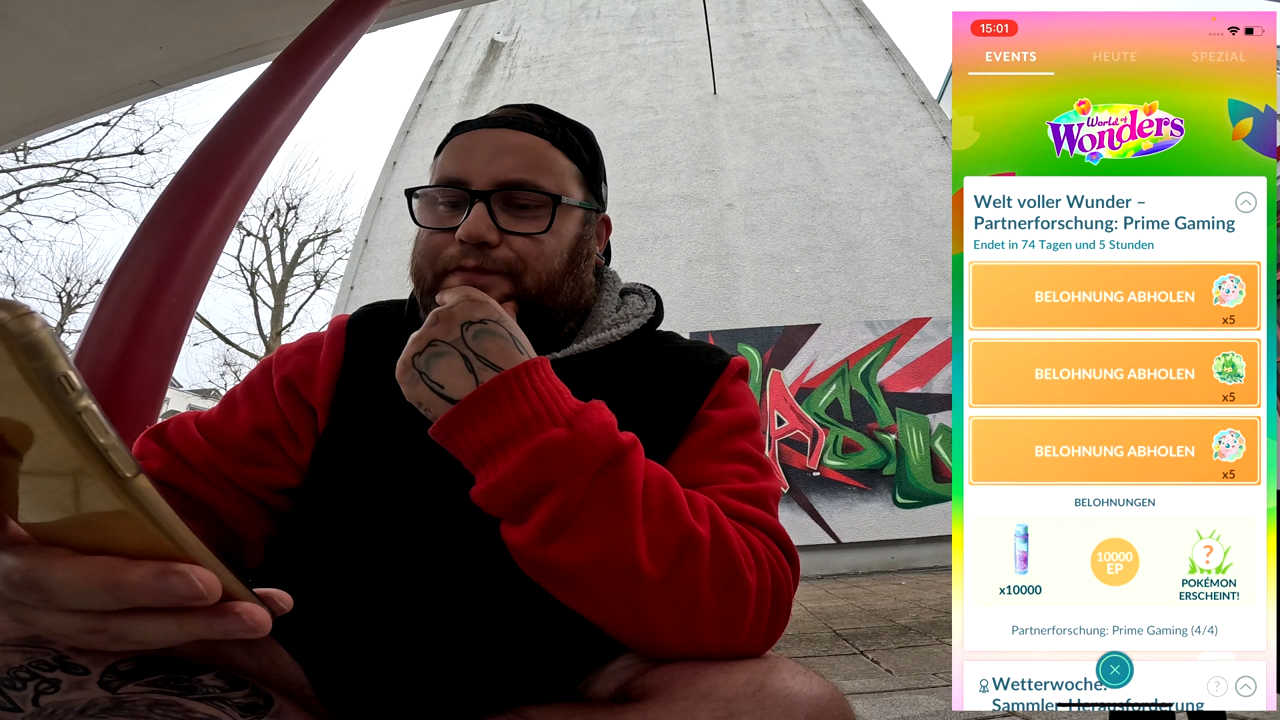 15:01
EVENTS
HEUTE
SPEZIAL
World of
Wonders
Welt voller Wunder –
Partnerforschung: Prime Gaming
Endet in 74 Tagen und 5 Stunden
BELOHNUNG ABHOLEN
x5
BELOHNUNG ABHOLEN
x5
BELOHNUNG ABHOLEN
x5
BELOHNUNGEN
x10000
10000
EP
?
POKÉMON
ERSCHEINT!
Partnerforschung: Prime Gaming (4/4)
Wetterwoche:
?
Sammler-Herausforderung